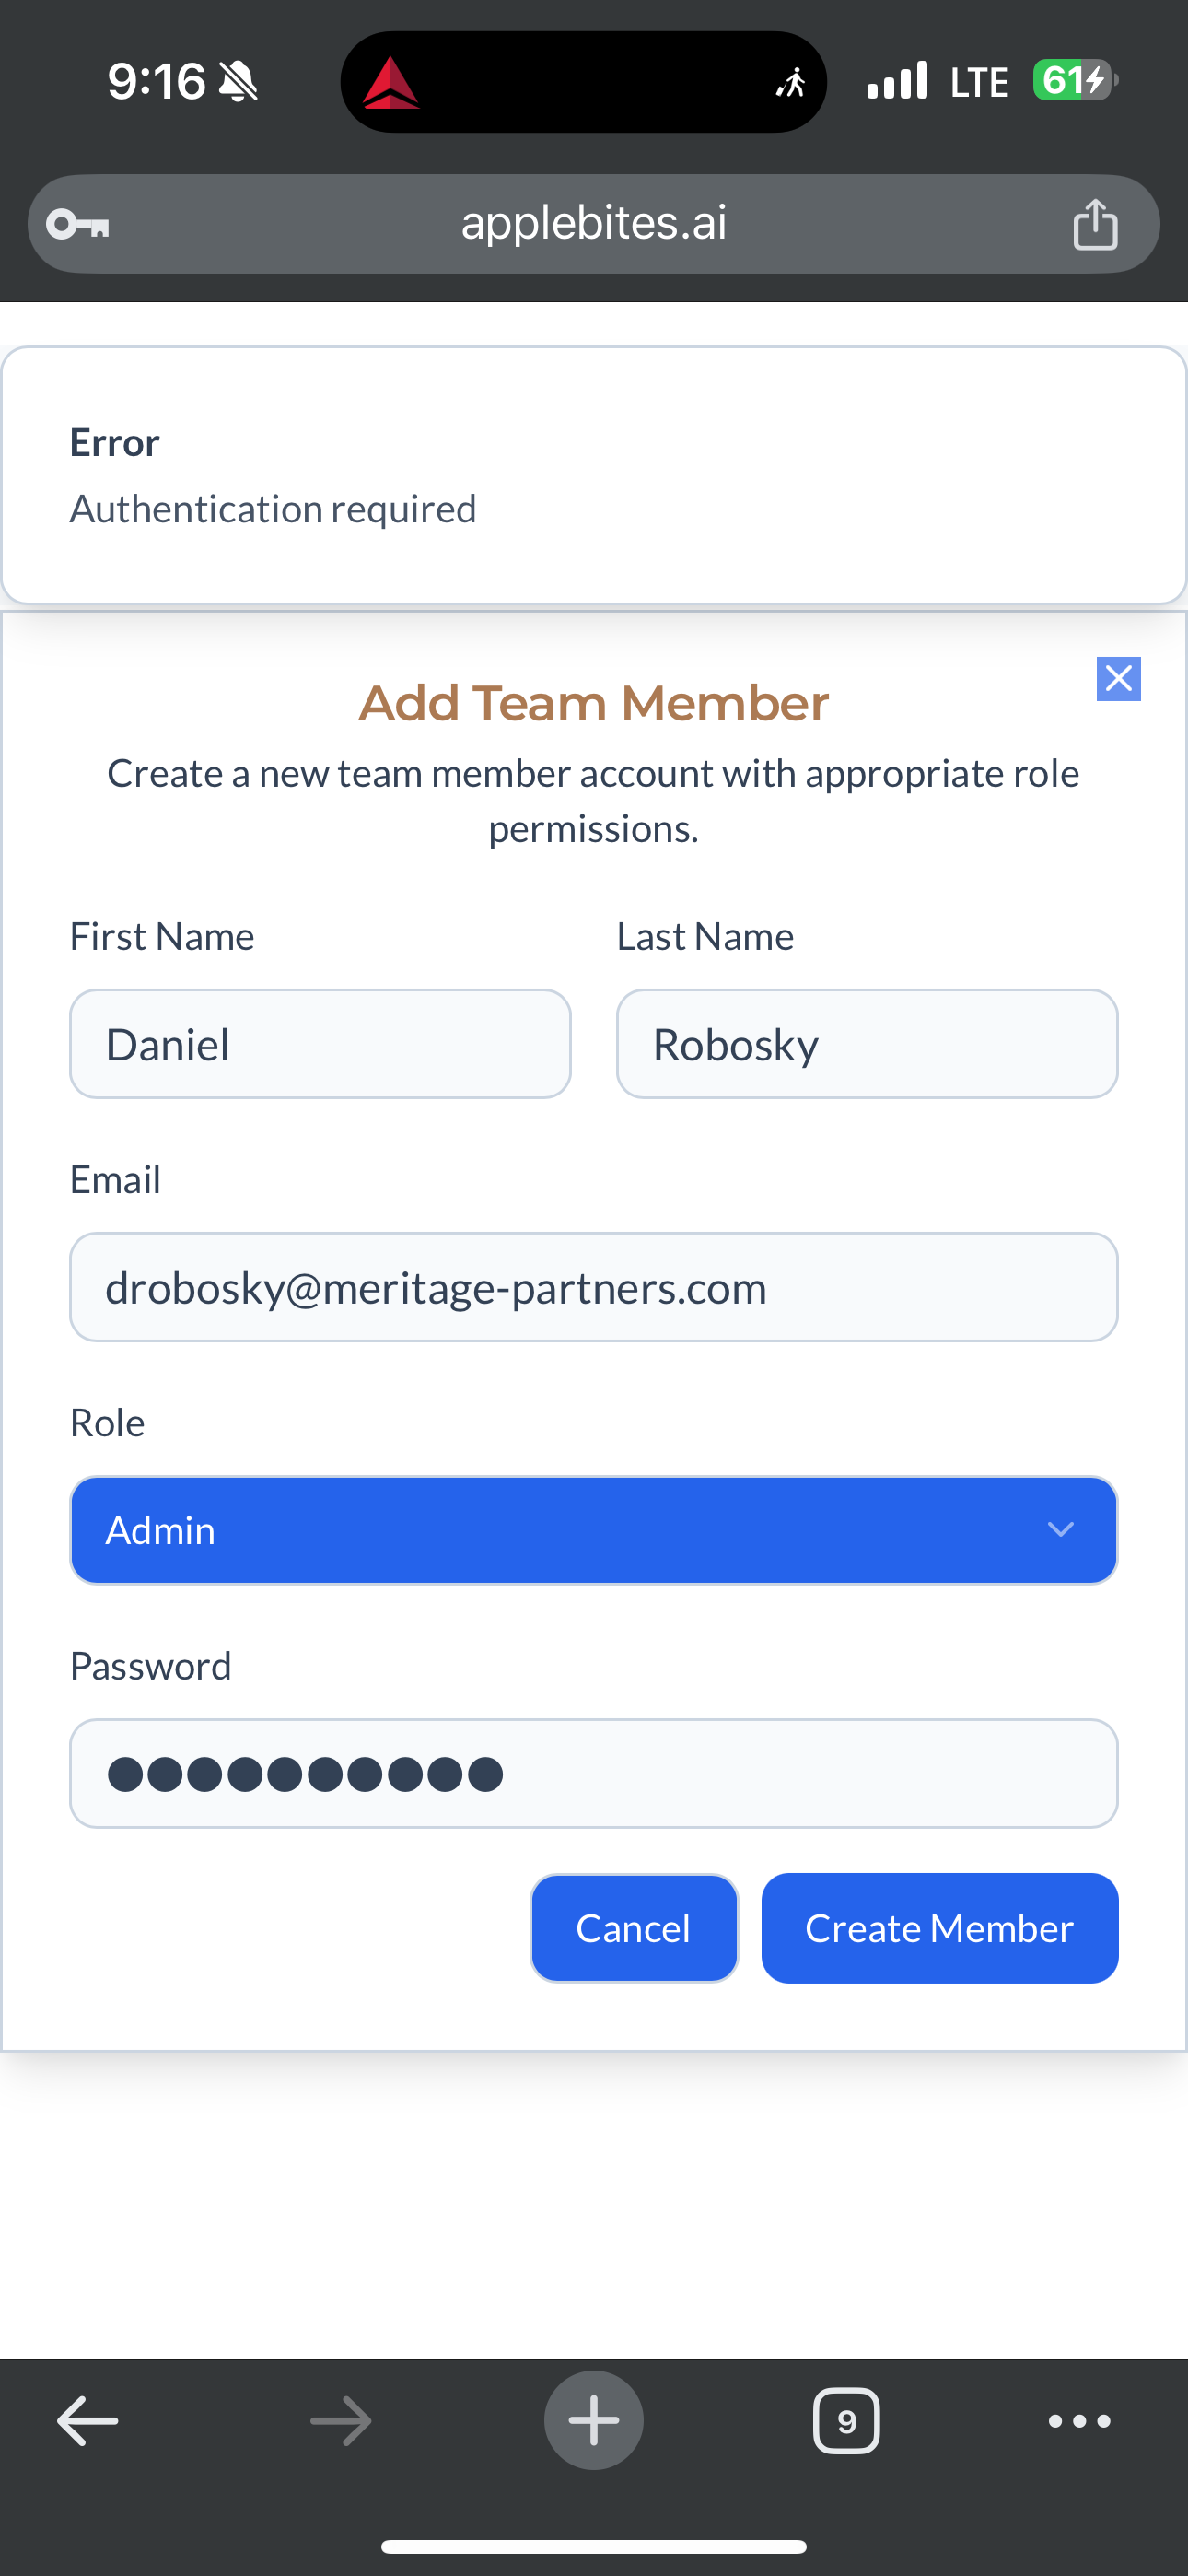 9:16
LTE
61
applebites.ai
Error
Authentication required
Add Team Member
Create a new team member account with appropriate role
permissions.
First Name
Last Name
Daniel
Robosky
Email
drobosky@meritage-partners.com
Role
Admin
Password
Cancel
Create Member
9